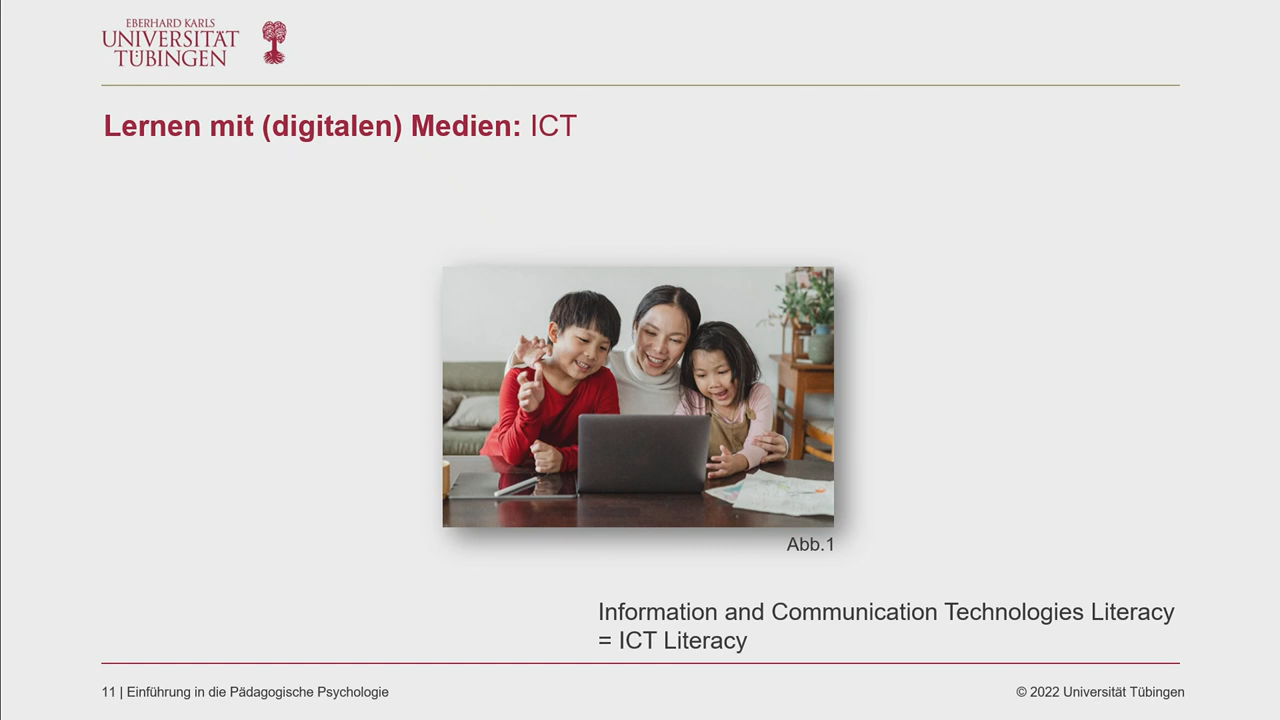 EBERHARD KARLS
UNIVERSITÄT
TÜBINGEN
Lernen mit (digitalen) Medien: ICT
Abb.1
Information and Communication Technologies Literacy
= ICT Literacy
11 | Einführung in die Pädagogische Psychologie
© 2022 Universität Tübingen